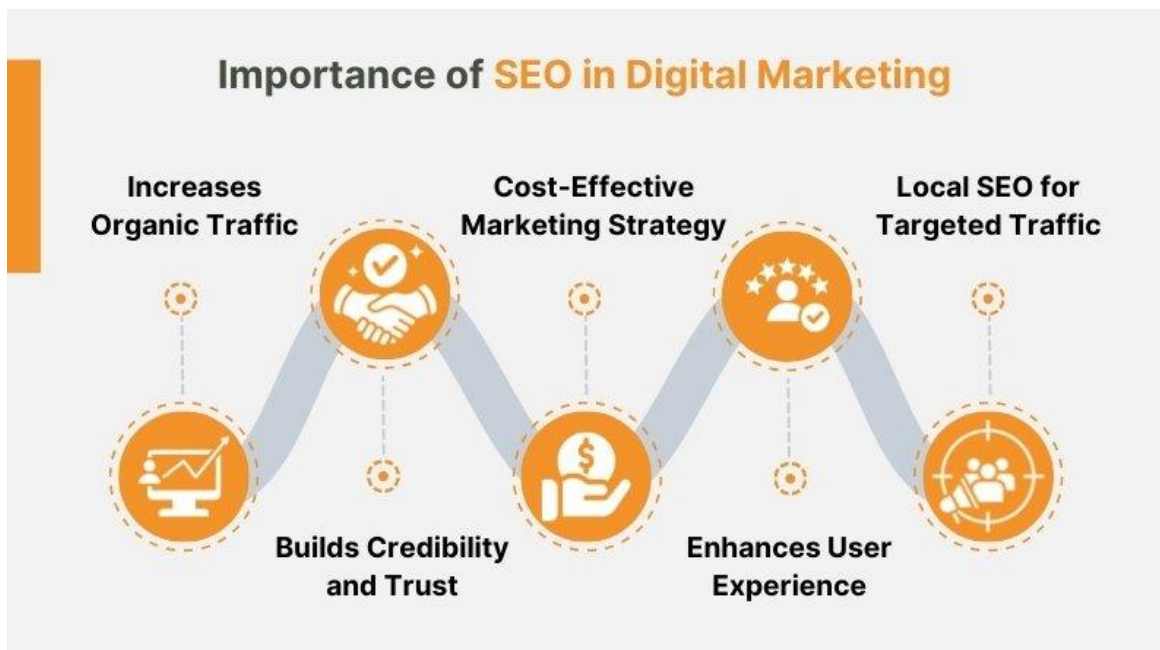 Importance of SEO in Digital Marketing
Increases
Organic Traffic
Builds Credibility
and Trust
Cost-Effective
Marketing Strategy
Enhances User
Experience
Local SEO for
Targeted Traffic
$